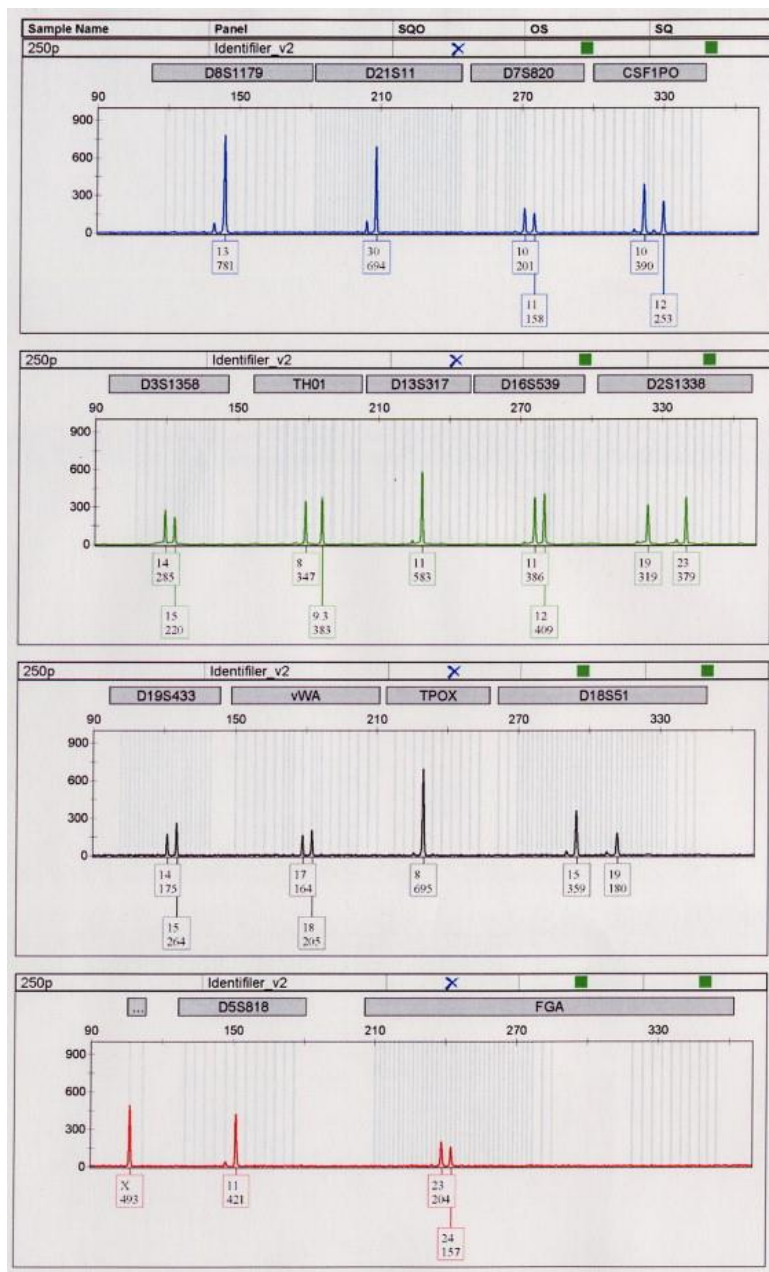 Sample Name Panel SQO OS SQ
250p Identifiler_v2
D8S1179 D21S11 D7S820 CSF1PO
90 150 210 270 330
900
600
300
0
13 30 10 10
781 694 201 390
11 12
158 253
250p Identifiler_v2
D3S1358 TH01 D13S317 D16S539 D2S1338
90 150 210 270 330
900
600
300
0
14 8 11 11 19 23
285 347 583 386 319 379
15 9.3 12
220 383 409
250p Identifiler_v2
D19S433 vWA TPOX D18S51
90 150 210 270 330
900
600
300
0
14 17 8 15 19
175 164 695 359 180
15 18
264 205
250p Identifiler_v2
... D5S818 FGA
90 150 210 270 330
900
600
300
0
X 11 23
493 421 204
24
157